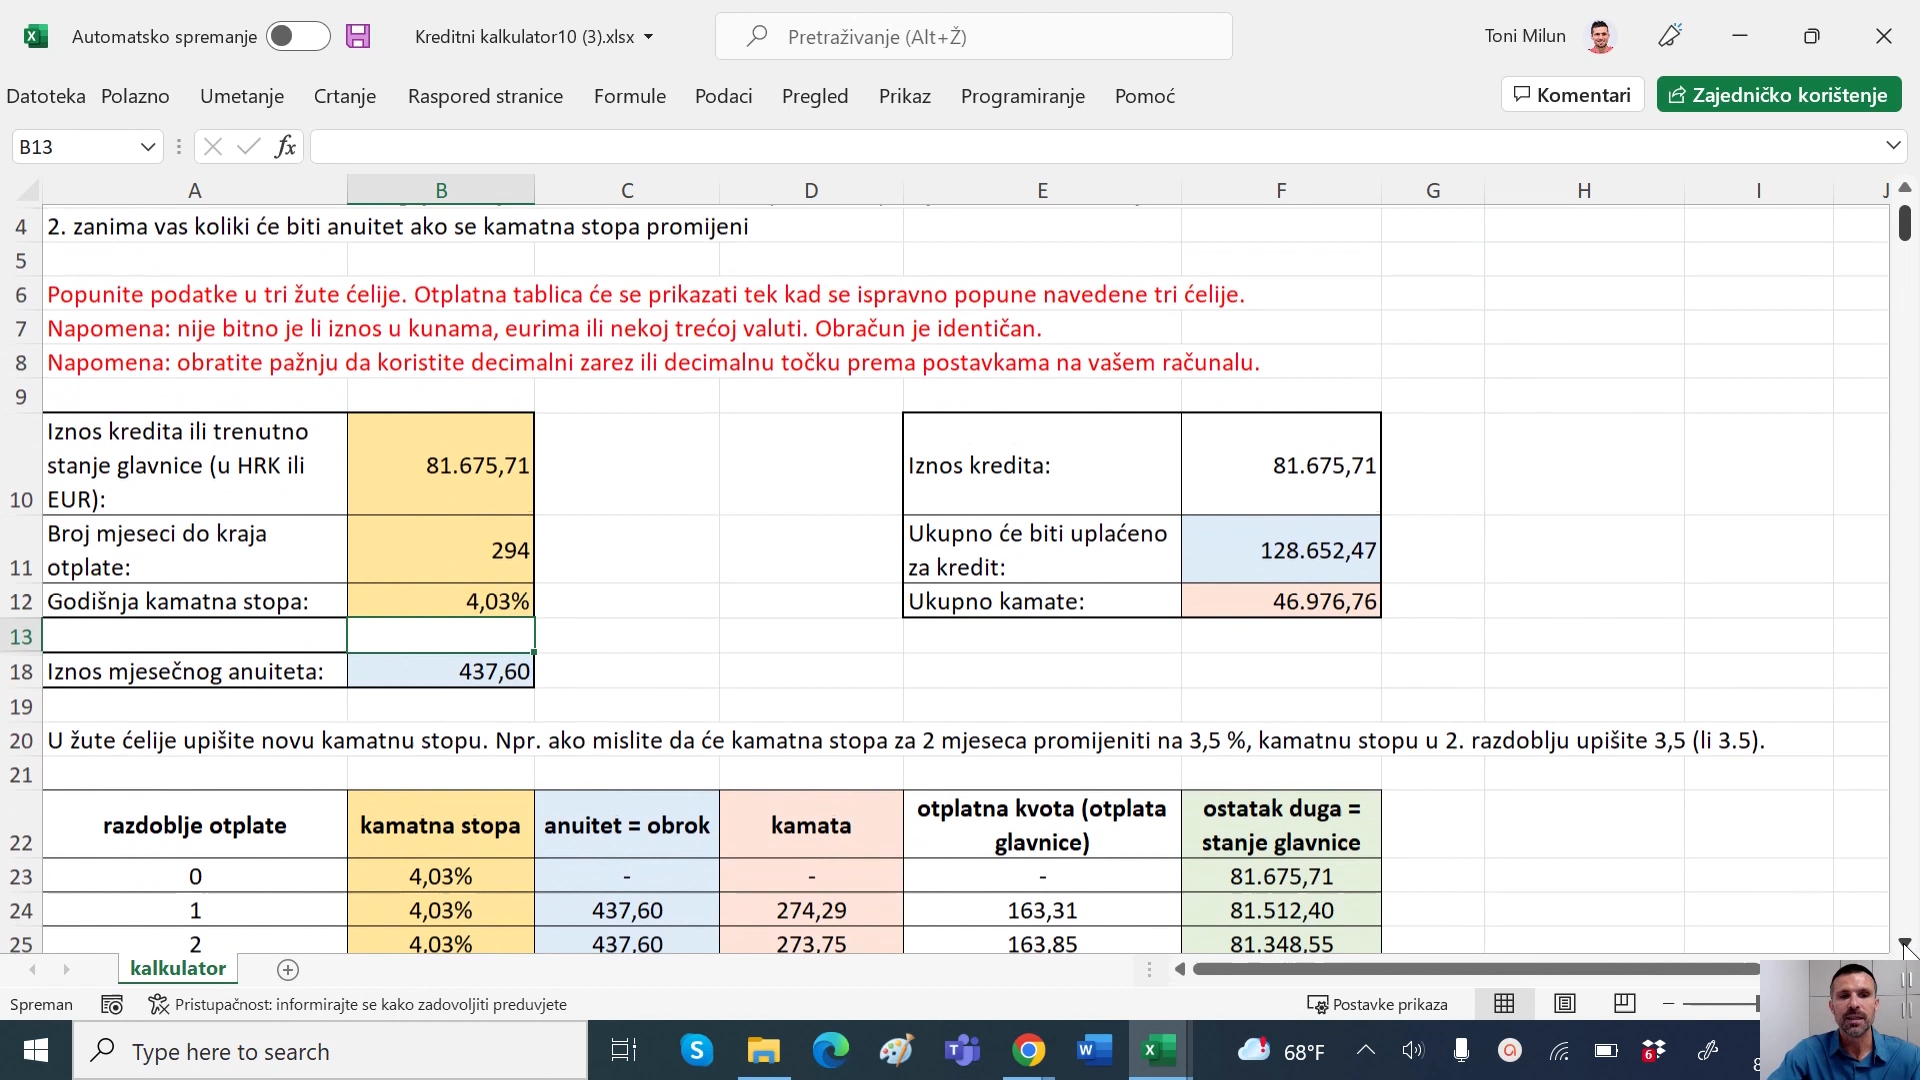 Automatsko spremanje
Kreditni kalkulator10 (3).xlsx
Pretraživanje (Alt+Ž)
Toni Milun
Datoteka Polazno Umetanje Crtanje Raspored stranice Formule Podaci Pregled Prikaz Programiranje Pomoć
Komentari
Zajedničko korištenje
B13
fx
A B C D E F G H I J
4 2. zanima vas koliki će biti anuitet ako se kamatna stopa promijeni
5
6 Popunite podatke u tri žute ćelije. Otplatna tablica će se prikazati tek kad se ispravno popune navedene tri ćelije.
7 Napomena: nije bitno je li iznos u kunama, eurima ili nekoj trećoj valuti. Obračun je identičan.
8 Napomena: obratite pažnju da koristite decimalni zarez ili decimalnu točku prema postavkama na vašem računalu.
9
Iznos kredita ili trenutno
stanje glavnice (u HRK ili 81.675,71 Iznos kredita: 81.675,71
10 EUR):
Broj mjeseci do kraja 294 Ukupno će biti uplaćeno 128.652,47
11 otplate: za kredit:
12 Godišnja kamatna stopa: 4,03% Ukupno kamate: 46.976,76
13
18 Iznos mjesečnog anuiteta: 437,60
19
20 U žute ćelije upišite novu kamatnu stopu. Npr. ako mislite da će kamatna stopa za 2 mjeseca promijeniti na 3,5 %, kamatnu stopu u 2. razdoblju upišite 3,5 (li 3.5).
21
razdoblje otplate kamatna stopa anuitet = obrok kamata otplatna kvota (otplata ostatak duga =
22 glavnice) stanje glavnice
23 0 4,03% - - - 81.675,71
24 1 4,03% 437,60 274,29 163,31 81.512,40
25 2 4,03% 437,60 273,75 163,85 81.348,55
kalkulator
Spreman
Pristupačnost: informirajte se kako zadovoljiti preduvjete
Postavke prikaza
Type here to search
68°F
6